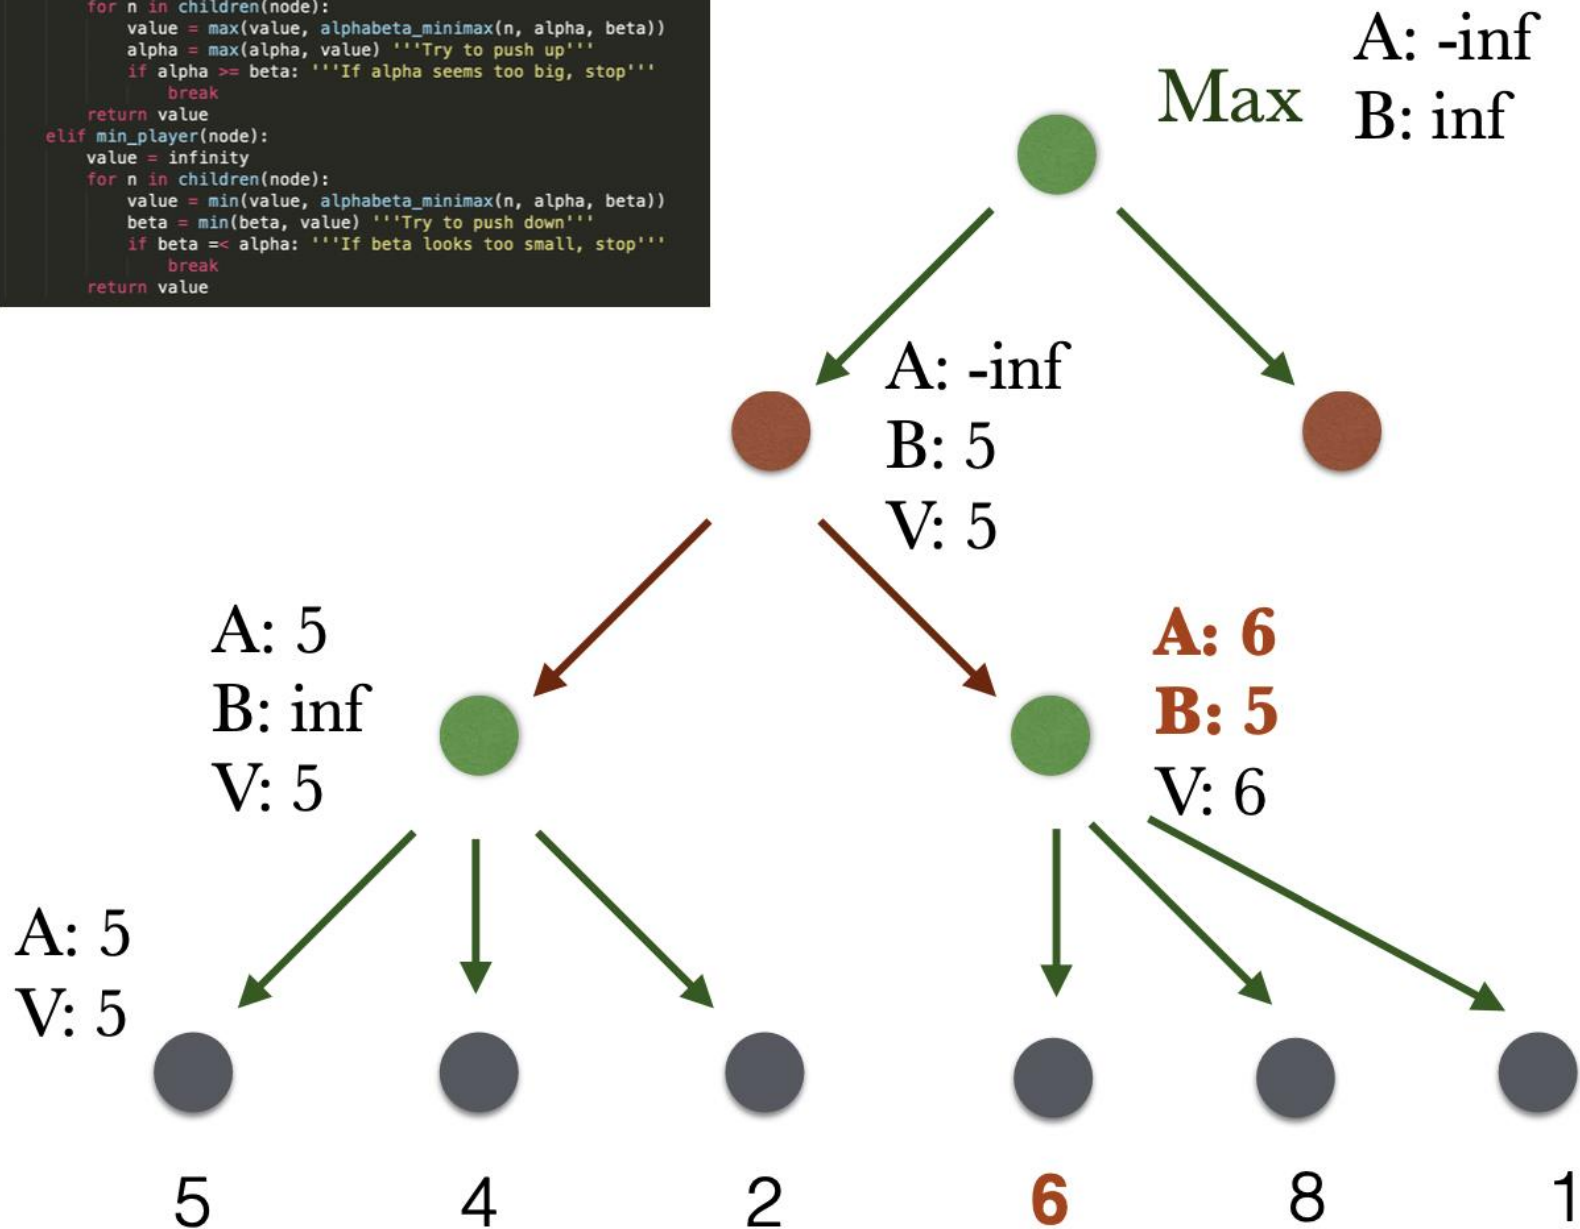 for n in children(node):
value = max(value, alphabeta_minimax(n, alpha, beta))
alpha = max(alpha, value) '''Try to push up'''
if alpha >= beta: '''If alpha seems too big, stop'''
break
return value
elif min_player(node):
value = infinity
for n in children(node):
value = min(value, alphabeta_minimax(n, alpha, beta))
beta = min(beta, value) '''Try to push down'''
if beta =< alpha: '''If beta looks too small, stop'''
break
return value
Max
A: -inf
B: inf
A: -inf
B: 5
V: 5
A: 5
B: inf
V: 5
A: 6
B: 5
V: 6
A: 5
V: 5
5 4 2 6 8 1